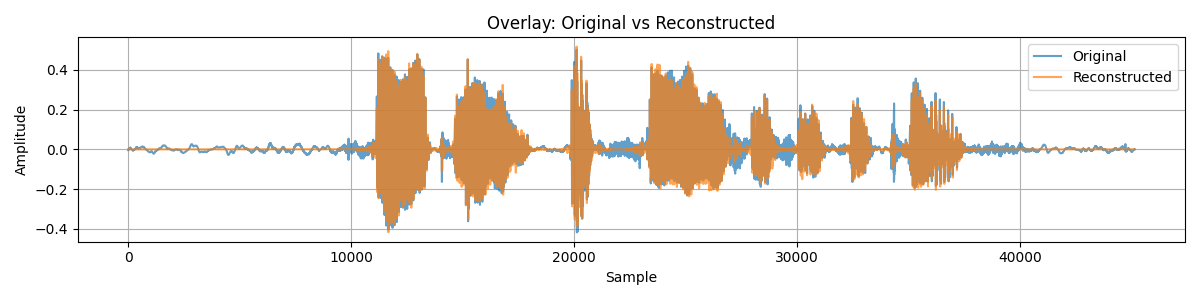 Overlay: Original vs Reconstructed
Original
Reconstructed
Amplitude
0.4
0.2
0.0
−0.2
−0.4
0 10000 20000 30000 40000
Sample